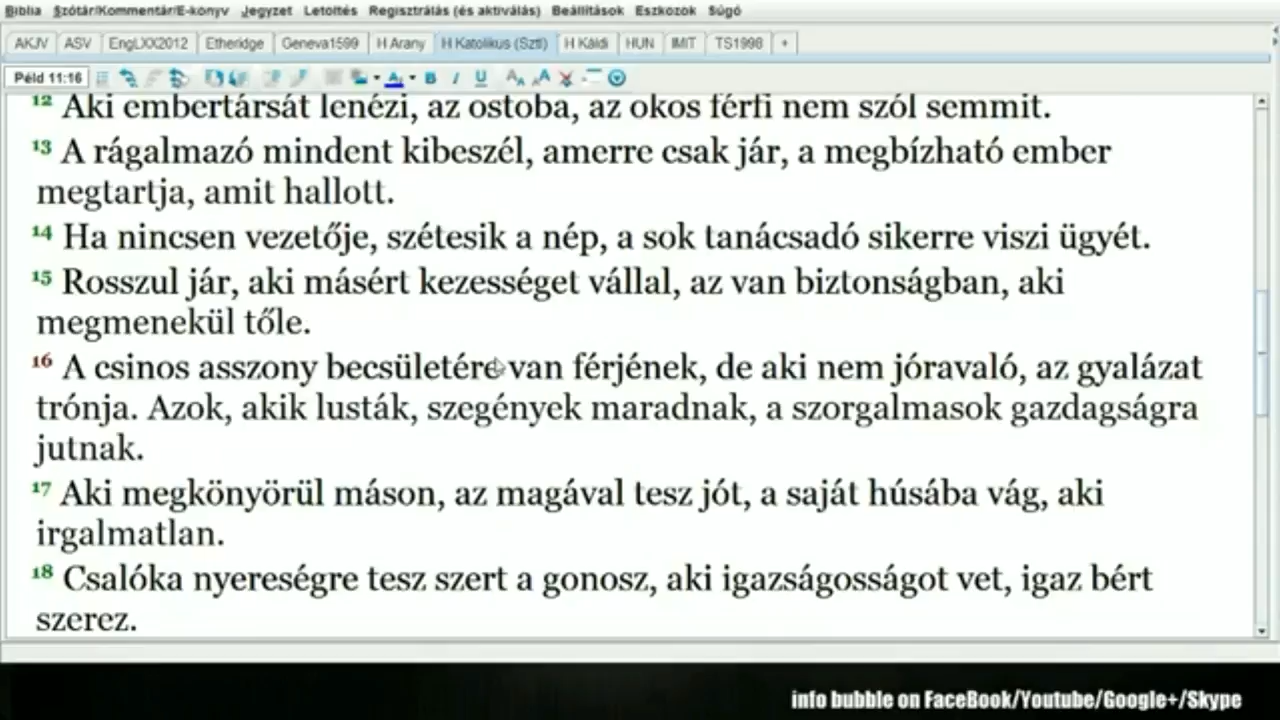 Biblia Szótár/Kommentár/E-könyv Jegyzet Letöltés Regisztrálás (és aktiválás) Beállítások Eszközök Súgó
AKJV ASV EngLXX2012 Etheridge Geneva1599 H Arany H Katolikus (SztI) H Káldi HUN IMIT TS1998 +
Péld 11:16
12 Aki embertársát lenézi, az ostoba, az okos férfi nem szól semmit.
13 A rágalmazó mindent kibeszél, amerre csak jár, a megbízható ember
megtartja, amit hallott.
14 Ha nincsen vezetője, szétesik a nép, a sok tanácsadó sikerre viszi ügyét.
15 Rosszul jár, aki másért kezességet vállal, az van biztonságban, aki
megmenekül tőle.
16 A csinos asszony becsületére van férjének, de aki nem jóravaló, az gyalázat
trónja. Azok, akik lusták, szegények maradnak, a szorgalmasok gazdagságra
jutnak.
17 Aki megkönyörül máson, az magával tesz jót, a saját húsába vág, aki
irgalmatlan.
18 Csalóka nyereségre tesz szert a gonosz, aki igazságosságot vet, igaz bért
szerez.
info bubble on FaceBook/Youtube/Google+/Skype